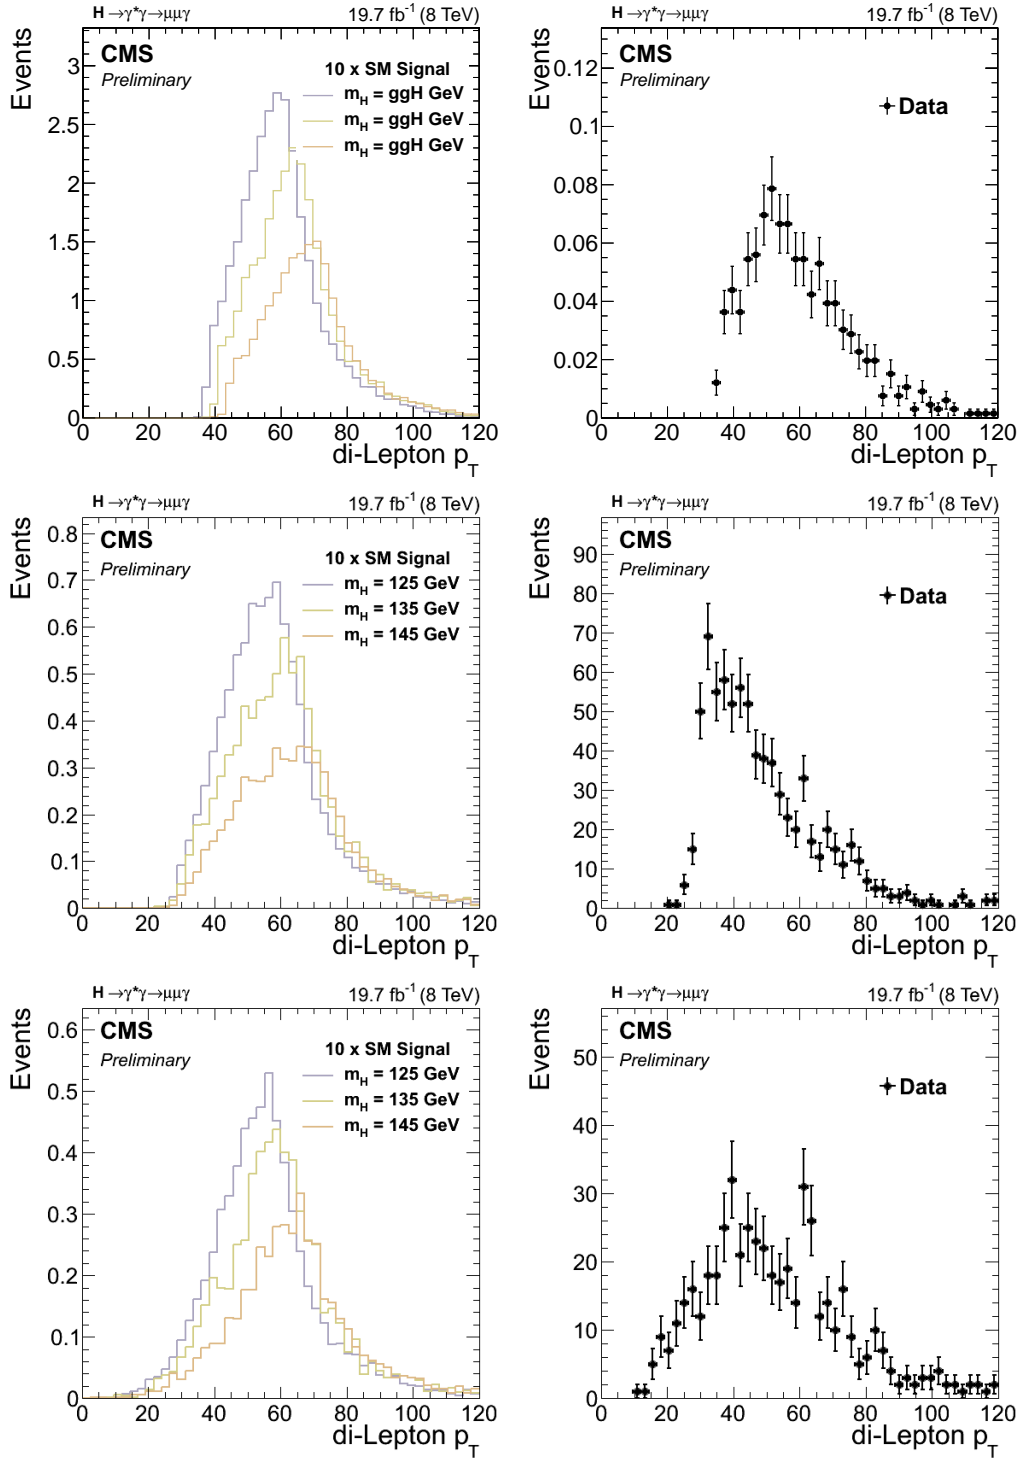 H →γ*γ→μμγ 19.7 fb-1 (8 TeV)
Events
CMS
Preliminary
10 x SM Signal
mH = ggH GeV
mH = ggH GeV
mH = ggH GeV
3
2.5
2
1.5
1
0.5
0
0 20 40 60 80 100 120
di-Lepton pT
H →γ*γ→μμγ 19.7 fb-1 (8 TeV)
Events
CMS
Preliminary
Data
0.12
0.1
0.08
0.06
0.04
0.02
0
0 20 40 60 80 100 120
di-Lepton pT
H →γ*γ→μμγ 19.7 fb-1 (8 TeV)
Events
CMS
Preliminary
10 x SM Signal
mH = 125 GeV
mH = 135 GeV
mH = 145 GeV
0.8
0.7
0.6
0.5
0.4
0.3
0.2
0.1
0
0 20 40 60 80 100 120
di-Lepton pT
H →γ*γ→μμγ 19.7 fb-1 (8 TeV)
Events
CMS
Preliminary
Data
90
80
70
60
50
40
30
20
10
0
0 20 40 60 80 100 120
di-Lepton pT
H →γ*γ→μμγ 19.7 fb-1 (8 TeV)
Events
CMS
Preliminary
10 x SM Signal
mH = 125 GeV
mH = 135 GeV
mH = 145 GeV
0.6
0.5
0.4
0.3
0.2
0.1
0
0 20 40 60 80 100 120
di-Lepton pT
H →γ*γ→μμγ 19.7 fb-1 (8 TeV)
Events
CMS
Preliminary
Data
50
40
30
20
10
0
0 20 40 60 80 100 120
di-Lepton pT